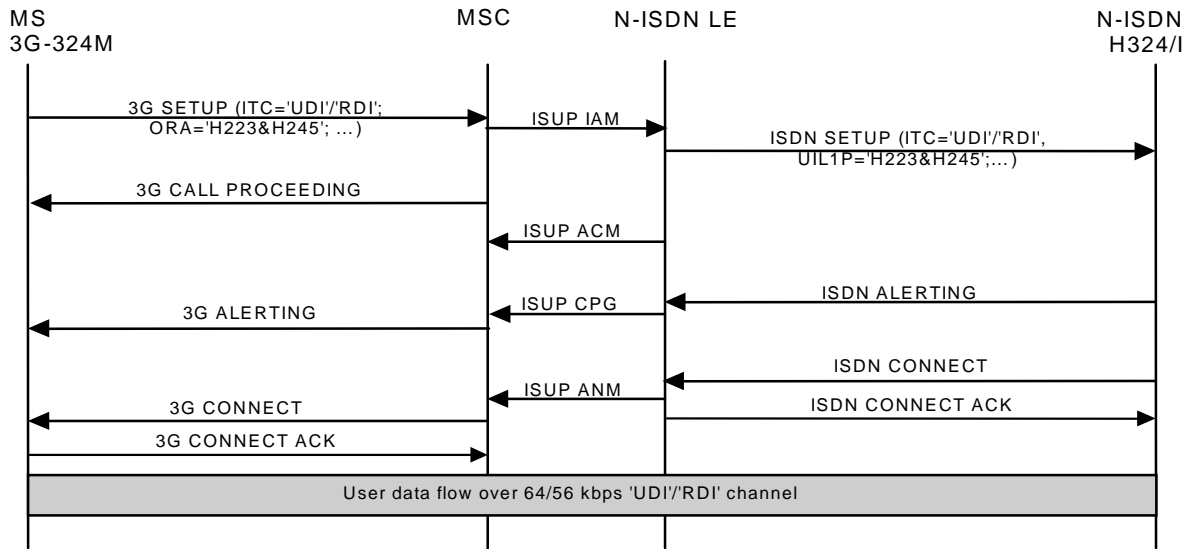 MS
3G-324M
MSC
N-ISDN LE
N-ISDN
H324/I
3G SETUP (ITC='UDI'/'RDI';
ORA='H223&H245'; ...)
ISUP IAM
ISDN SETUP (ITC='UDI'/'RDI',
UIL1P='H223&H245';...)
3G CALL PROCEEDING
ISUP ACM
ISDN ALERTING
ISUP CPG
3G ALERTING
ISDN CONNECT
ISUP ANM
3G CONNECT
ISDN CONNECT ACK
3G CONNECT ACK
User data flow over 64/56 kbps 'UDI'/'RDI' channel